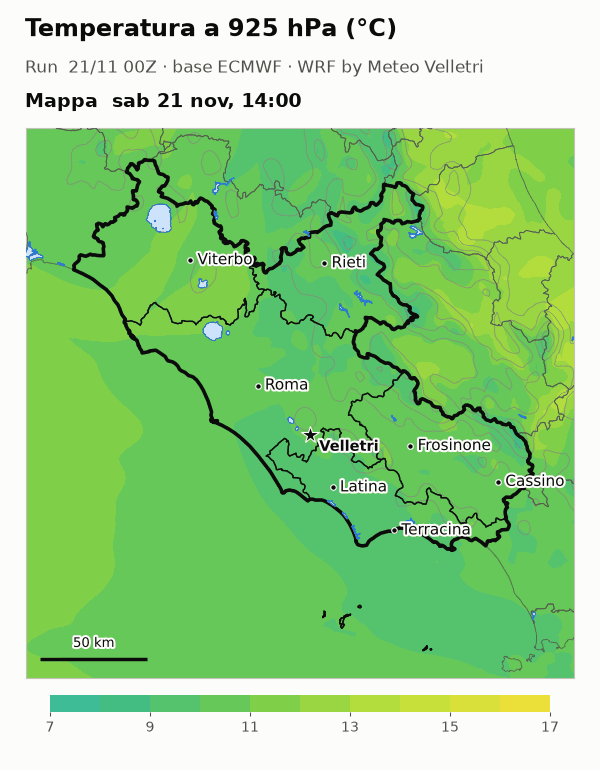 Temperatura a 925 hPa (°C)
Run  21/11 00Z · base ECMWF · WRF by Meteo Velletri
Mappa  sab 21 nov, 14:00
Viterbo
Rieti
Roma
Velletri
Frosinone
Latina
Cassino
Terracina
50 km
7 9 11 13 15 17